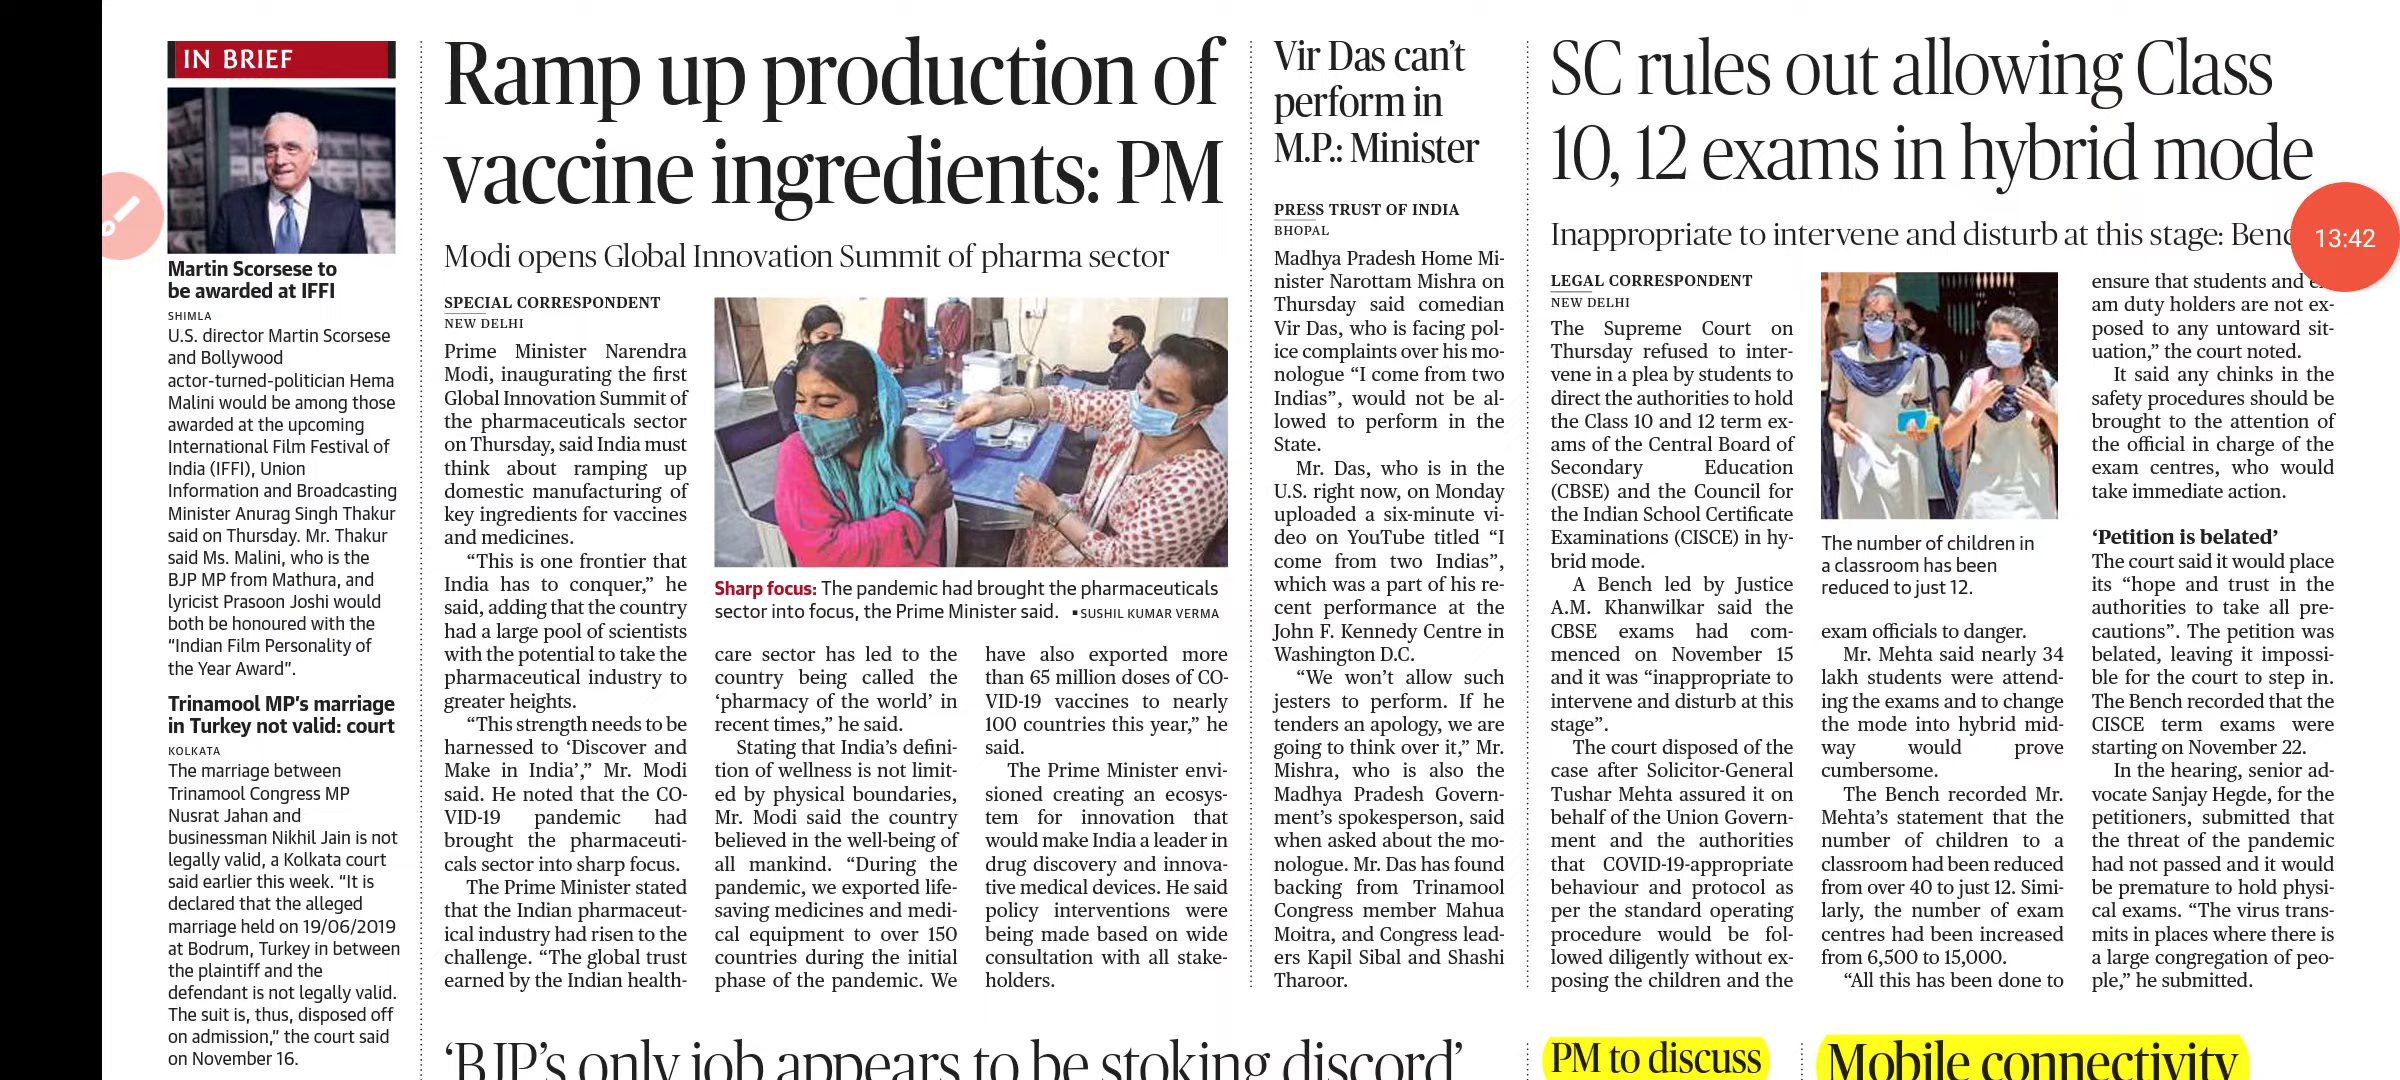 IN BRIEF
Martin Scorsese to
be awarded at IFFI
SHIMLA
U.S. director Martin Scorsese
and Bollywood
actor-turned-politician Hema
Malini would be among those
awarded at the upcoming
International Film Festival of
India (IFFI), Union
Information and Broadcasting
Minister Anurag Singh Thakur
said on Thursday. Mr. Thakur
said Ms. Malini, who is the
BJP MP from Mathura, and
lyricist Prasoon Joshi would
both be honoured with the
“Indian Film Personality of
the Year Award”.
Trinamool MP’s marriage
in Turkey not valid: court
KOLKATA
The marriage between
Trinamool Congress MP
Nusrat Jahan and
businessman Nikhil Jain is not
legally valid, a Kolkata court
said earlier this week. “It is
declared that the alleged
marriage held on 19/06/2019
at Bodrum, Turkey in between
the plaintiff and the
defendant is not legally valid.
The suit is, thus, disposed off
on admission,” the court said
on November 16.
Ramp up production of
vaccine ingredients: PM
Modi opens Global Innovation Summit of pharma sector
SPECIAL CORRESPONDENT
NEW DELHI
Prime Minister Narendra
Modi, inaugurating the first
Global Innovation Summit of
the pharmaceuticals sector
on Thursday, said India must
think about ramping up
domestic manufacturing of
key ingredients for vaccines
and medicines.
“This is one frontier that
India has to conquer,” he
said, adding that the country
had a large pool of scientists
with the potential to take the
pharmaceutical industry to
greater heights.
“This strength needs to be
harnessed to ‘Discover and
Make in India’,” Mr. Modi
said. He noted that the CO-
VID-19 pandemic had
brought the pharmaceuti-
cals sector into sharp focus.
The Prime Minister stated
that the Indian pharmaceut-
ical industry had risen to the
challenge. “The global trust
earned by the Indian health-
Sharp focus: The pandemic had brought the pharmaceuticals
sector into focus, the Prime Minister said. ▪ SUSHIL KUMAR VERMA
care sector has led to the
country being called the
‘pharmacy of the world’ in
recent times,” he said.
Stating that India’s defini-
tion of wellness is not limit-
ed by physical boundaries,
Mr. Modi said the country
believed in the well-being of
all mankind. “During the
pandemic, we exported life-
saving medicines and medi-
cal equipment to over 150
countries during the initial
phase of the pandemic. We
have also exported more
than 65 million doses of CO-
VID-19 vaccines to nearly
100 countries this year,” he
said.
The Prime Minister envi-
sioned creating an ecosys-
tem for innovation that
would make India a leader in
drug discovery and innova-
tive medical devices. He said
policy interventions were
being made based on wide
consultation with all stake-
holders.
Vir Das can’t
perform in
M.P.: Minister
PRESS TRUST OF INDIA
BHOPAL
Madhya Pradesh Home Mi-
nister Narottam Mishra on
Thursday said comedian
Vir Das, who is facing pol-
ice complaints over his mo-
nologue “I come from two
Indias”, would not be al-
lowed to perform in the
State.
Mr. Das, who is in the
U.S. right now, on Monday
uploaded a six-minute vi-
deo on YouTube titled “I
come from two Indias”,
which was a part of his re-
cent performance at the
John F. Kennedy Centre in
Washington D.C.
“We won’t allow such
jesters to perform. If he
tenders an apology, we are
going to think over it,” Mr.
Mishra, who is also the
Madhya Pradesh Govern-
ment’s spokesperson, said
when asked about the mo-
nologue. Mr. Das has found
backing from Trinamool
Congress member Mahua
Moitra, and Congress lead-
ers Kapil Sibal and Shashi
Tharoor.
SC rules out allowing Class
10, 12 exams in hybrid mode
Inappropriate to intervene and disturb at this stage:
13:42
LEGAL CORRESPONDENT
NEW DELHI
The Supreme Court on
Thursday refused to inter-
vene in a plea by students to
direct the authorities to hold
the Class 10 and 12 term ex-
ams of the Central Board of
Secondary Education
(CBSE) and the Council for
the Indian School Certificate
Examinations (CISCE) in hy-
brid mode.
A Bench led by Justice
A.M. Khanwilkar said the
CBSE exams had com-
menced on November 15
and it was “inappropriate to
intervene and disturb at this
stage”.
The court disposed of the
case after Solicitor-General
Tushar Mehta assured it on
behalf of the Union Govern-
ment and the authorities
that COVID-19-appropriate
behaviour and protocol as
per the standard operating
procedure would be fol-
lowed diligently without ex-
posing the children and the
The number of children in
a classroom has been
reduced to just 12.
exam officials to danger.
Mr. Mehta said nearly 34
lakh students were attend-
ing the exams and to change
the mode into hybrid mid-
way would prove
cumbersome.
The Bench recorded Mr.
Mehta’s statement that the
number of children to a
classroom had been reduced
from over 40 to just 12. Simi-
larly, the number of exam
centres had been increased
from 6,500 to 15,000.
“All this has been done to
ensure that students and
am duty holders are not ex-
posed to any untoward sit-
uation,” the court noted.
It said any chinks in the
safety procedures should be
brought to the attention of
the official in charge of the
exam centres, who would
take immediate action.
‘Petition is belated’
The court said it would place
its “hope and trust in the
authorities to take all pre-
cautions”. The petition was
belated, leaving it impossi-
ble for the court to step in.
The Bench recorded that the
CISCE term exams were
starting on November 22.
In the hearing, senior ad-
vocate Sanjay Hegde, for the
petitioners, submitted that
the threat of the pandemic
had not passed and it would
be premature to hold physi-
cal exams. “The virus trans-
mits in places where there is
a large congregation of peo-
ple,” he submitted.
‘BJP’s only job appears to be stoking discord’
PM to discuss
Mobile connectivity